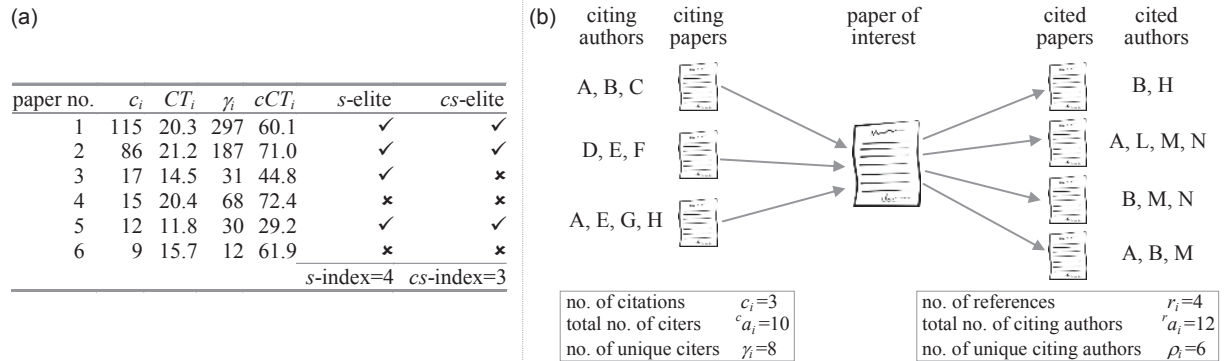 (a)
paper no. c_i CT_i γ_i cCT_i s-elite cs-elite
1 115 20.3 297 60.1 ✓ ✓
2 86 21.2 187 71.0 ✓ ✓
3 17 14.5 31 44.8 ✓ ✘
4 15 20.4 68 72.4 ✘ ✘
5 12 11.8 30 29.2 ✓ ✓
6 9 15.7 12 61.9 ✘ ✘
s-index=4 cs-index=3
(b)
citing authors
citing papers
paper of interest
cited papers
cited authors
A, B, C
D, E, F
A, E, G, H
B, H
A, L, M, N
B, M, N
A, B, M
no. of citations c_i=3
total no. of citers ^c a_i=10
no. of unique citers γ_i=8
no. of references r_i=4
total no. of citing authors ^r a_i=12
no. of unique citing authors ρ_i=6